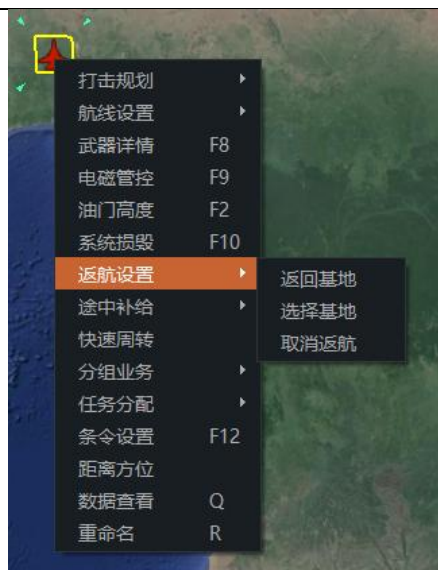 打击规划
航线设置
武器详情 F8
电磁管控 F9
油门高度 F2
系统损毁 F10
返航设置
途中补给
快速周转
分组业务
任务分配
条令设置 F12
距离方位
数据查看 Q
重命名 R
返回基地
选择基地
取消返航